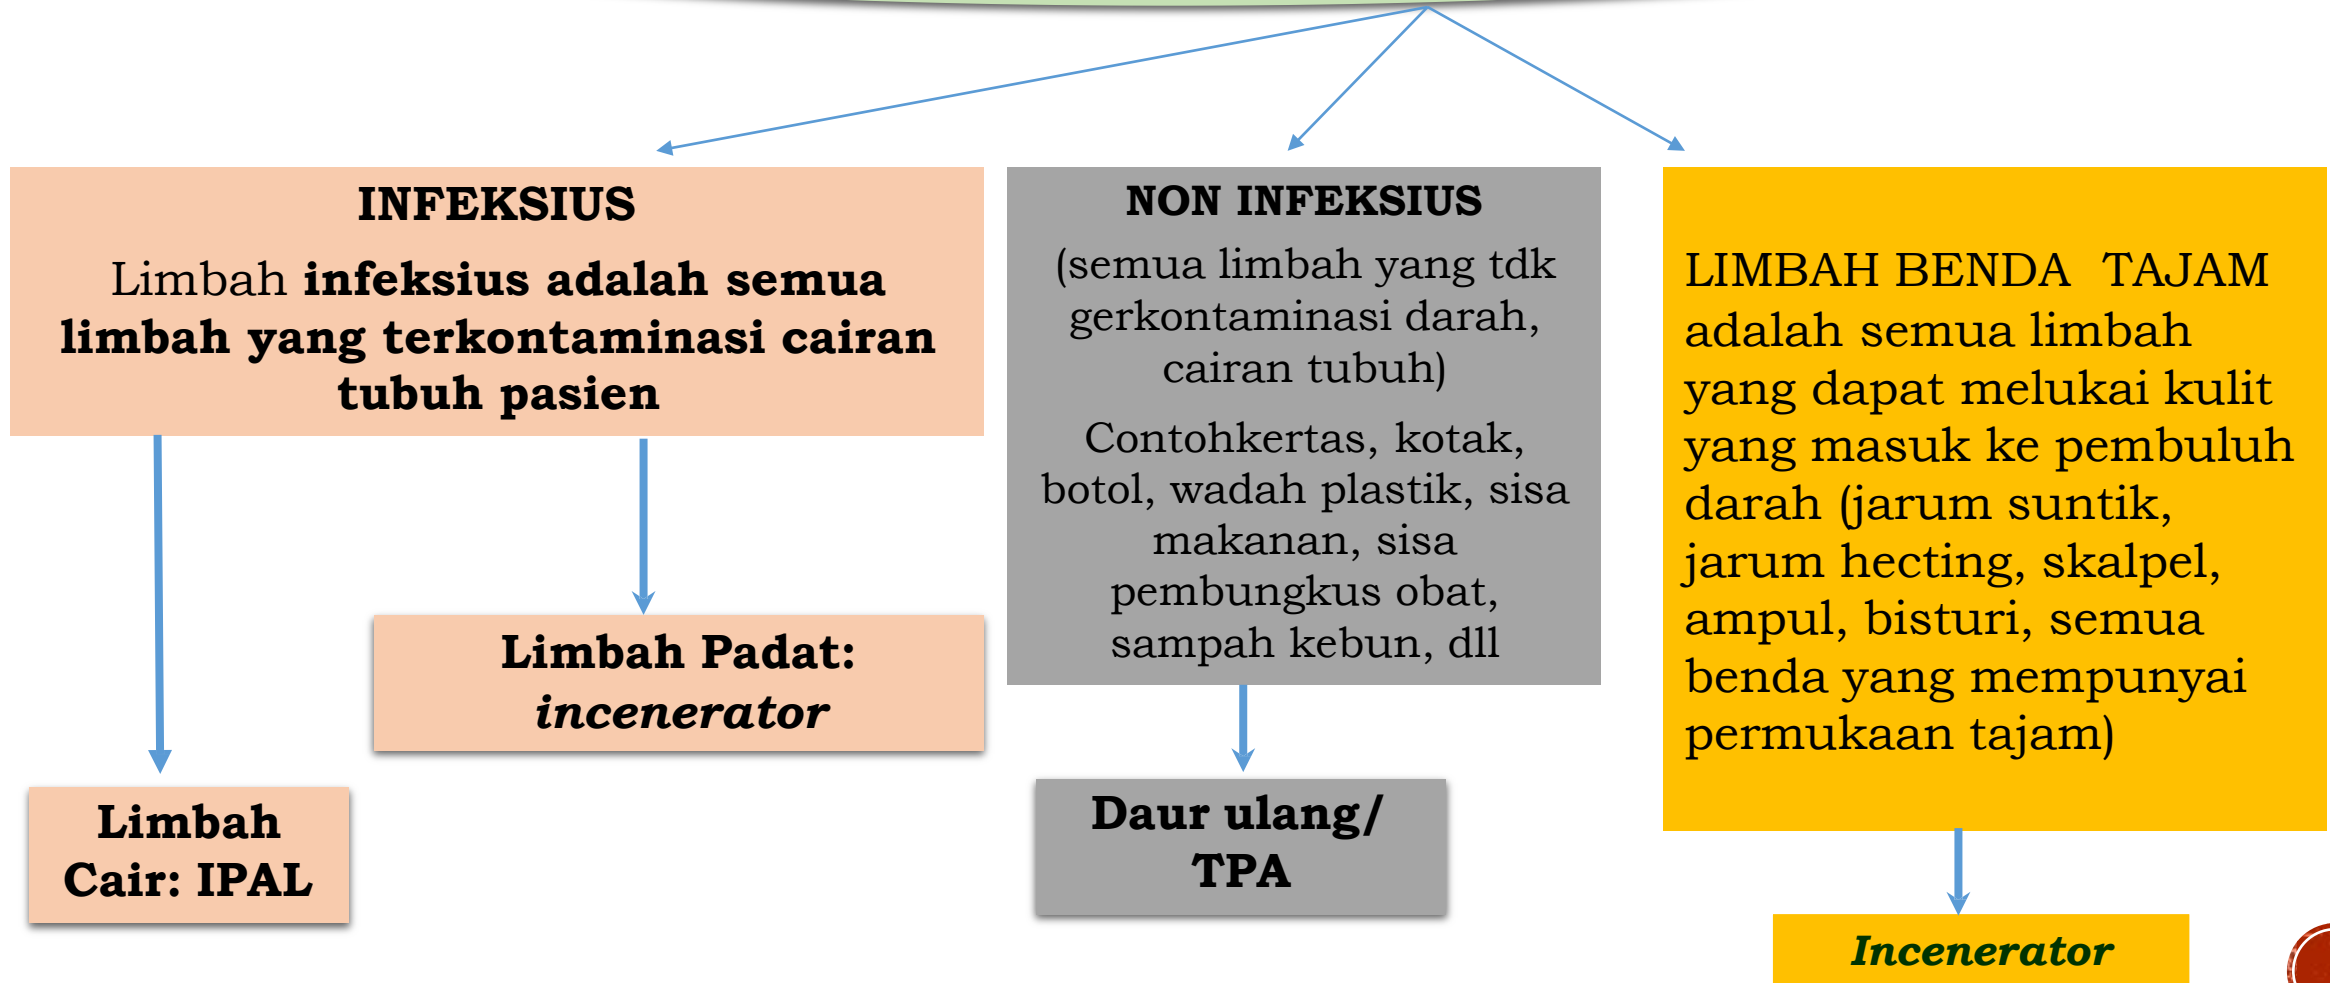 INFEKSIUS
Limbah infeksius adalah semua
limbah yang terkontaminasi cairan
tubuh pasien
Limbah Padat:
incenerator
Limbah
Cair: IPAL
NON INFEKSIUS
(semua limbah yang tdk
gerkontaminasi darah,
cairan tubuh)
Contohkertas, kotak,
botol, wadah plastik, sisa
makanan, sisa
pembungkus obat,
sampah kebun, dll
Daur ulang/
TPA
LIMBAH BENDA  TAJAM
adalah semua limbah
yang dapat melukai kulit
yang masuk ke pembuluh
darah (jarum suntik,
jarum hecting, skalpel,
ampul, bisturi, semua
benda yang mempunyai
permukaan tajam)
Incenerator